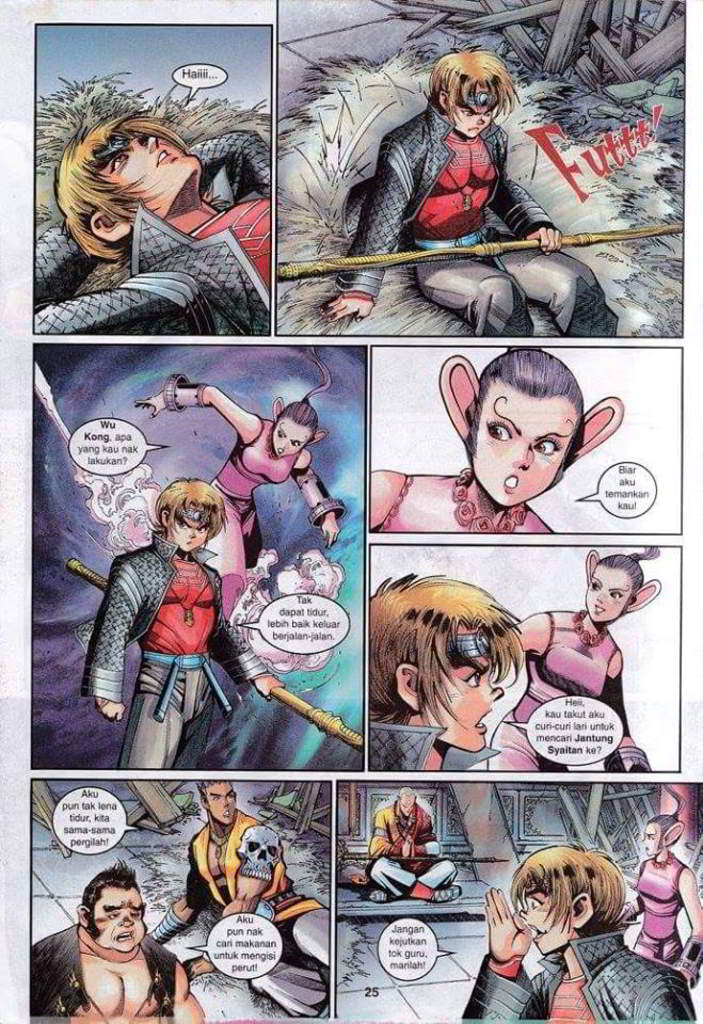 Haiiii...
Futttt!
Wu
Kong, apa
yang kau nak
lakukan?
Tak
dapat tidur,
lebih baik keluar
berjalan-jalan.
Biar
aku
temankan
kau!
Heii,
kau takut aku
curi-curi lari untuk
mencari Jantung
Syaitan ke?
Aku
pun tak lena
tidur, kita
sama-sama
pergilah!
Aku
pun nak
cari makanan
untuk mengisi
perut!
Jangan
kejutkan
tok guru,
marilah!
25